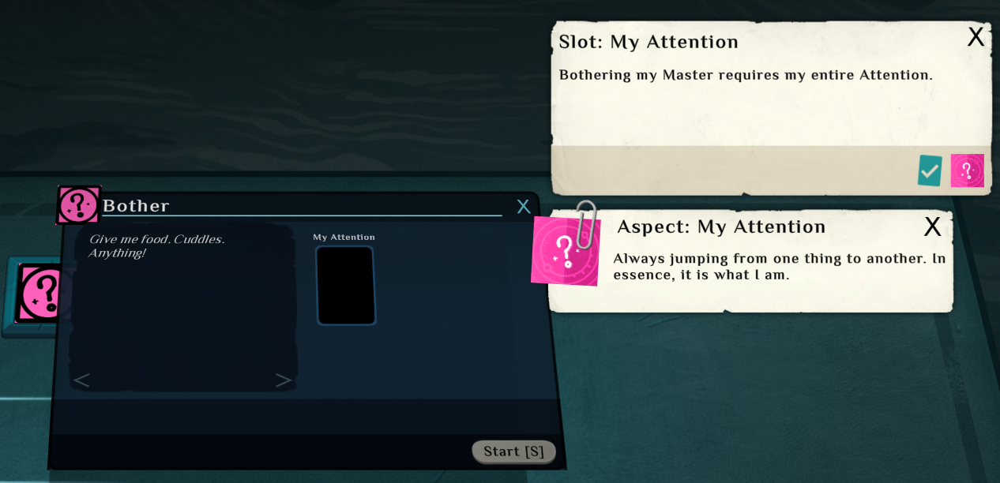 Slot: My Attention
X
Bothering my Master requires my entire Attention.
Bother
X
Give me food. Cuddles.
Anything!
My Attention
<
>
Start [S]
Aspect: My Attention
X
Always jumping from one thing to another. In
essence, it is what I am.